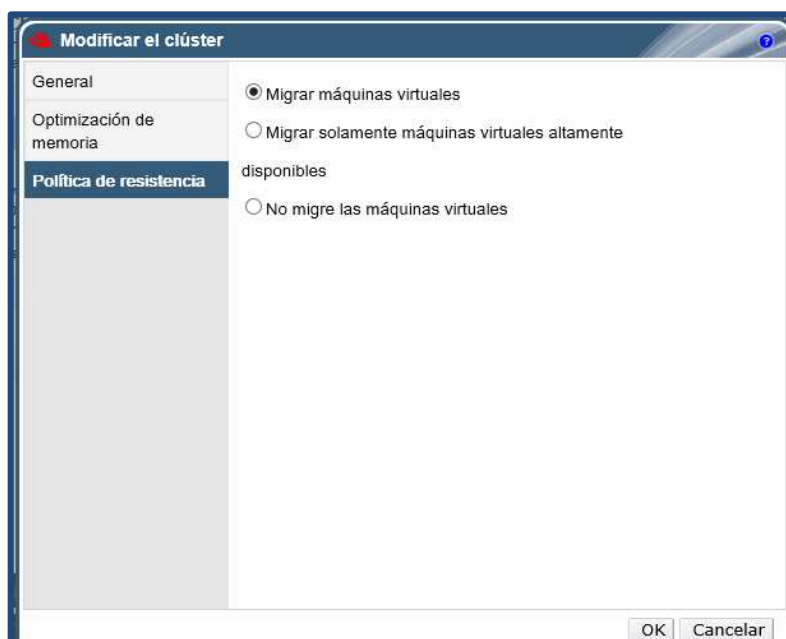 Modificar el clúster
?
General
Optimización de
memoria
Política de resistencia
Migrar máquinas virtuales
Migrar solamente máquinas virtuales altamente
disponibles
No migre las máquinas virtuales
OK
Cancelar